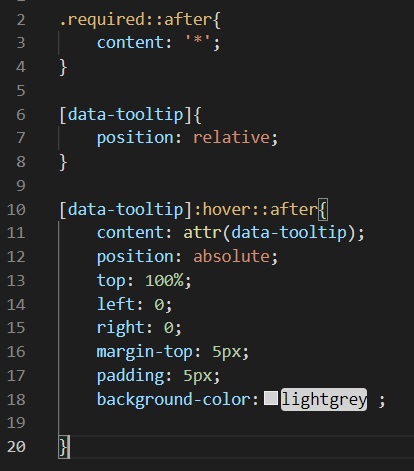 2 .required::after{
3     content: '*';
4 }
5
6 [data-tooltip]{
7     position: relative;
8 }
9
10 [data-tooltip]:hover::after{
11     content: attr(data-tooltip);
12     position: absolute;
13     top: 100%;
14     left: 0;
15     right: 0;
16     margin-top: 5px;
17     padding: 5px;
18     background-color: lightgrey ;
19
20 }